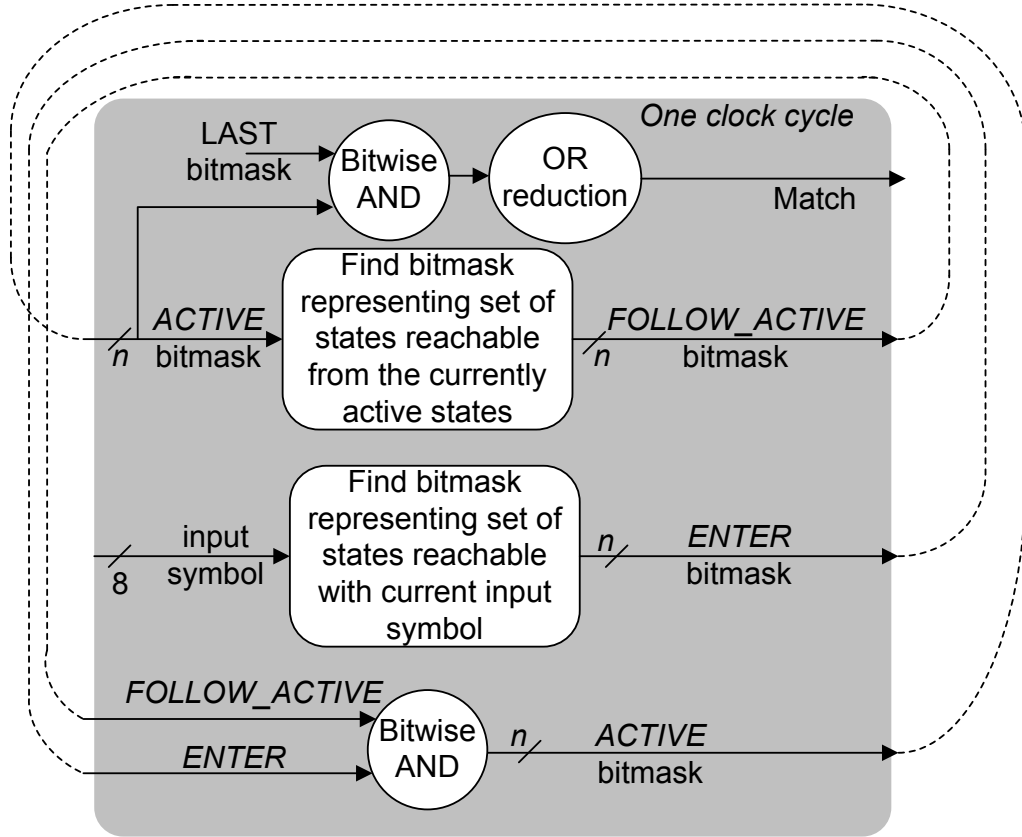 One clock cycle
LAST
bitmask
Bitwise
AND
OR
reduction
Match
ACTIVE
n
bitmask
Find bitmask
representing set of
states reachable
from the currently
active states
FOLLOW_ACTIVE
n
bitmask
input
8
symbol
Find bitmask
representing set of
states reachable
with current input
symbol
n
ENTER
bitmask
FOLLOW_ACTIVE
ENTER
Bitwise
AND
n
ACTIVE
bitmask